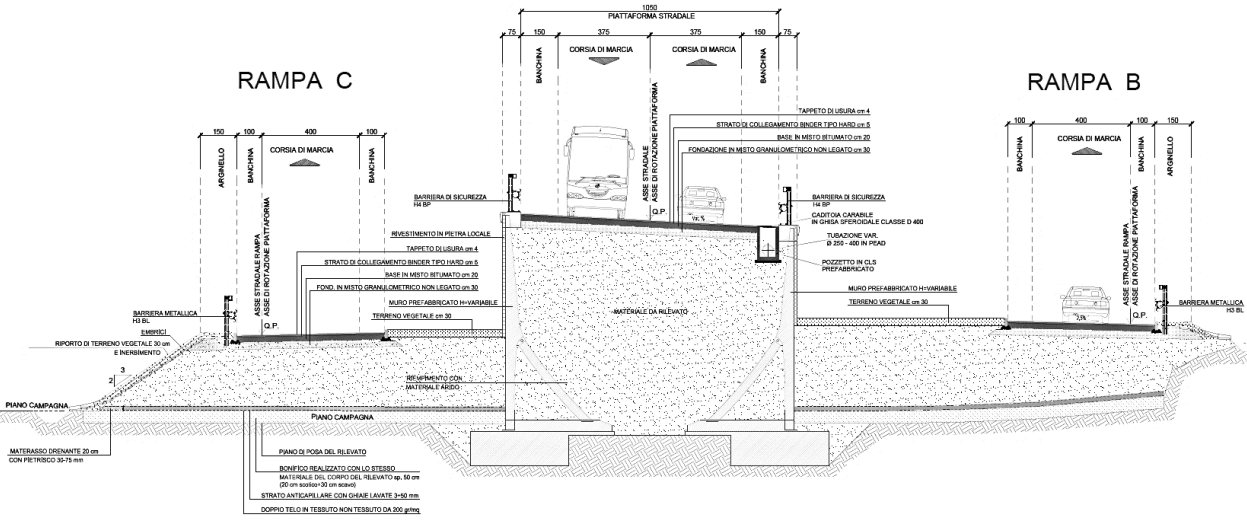 1050
PIATTAFORMA STRADALE
75 150 375 375 150 75
BANCHINA
CORSIA DI MARCIA
CORSIA DI MARCIA
BANCHINA
RAMPA C
RAMPA B
150 100 400 100
ARGINELLO
BANCHINA
CORSIA DI MARCIA
BANCHINA
100 400 100 150
BANCHINA
CORSIA DI MARCIA
BANCHINA
ARGINELLO
TAPPETO DI USURA cm 4
STRATO DI COLLEGAMENTO BINDER TIPO HARD cm 5
BASE IN MISTO BITUMATO cm 20
FONDAZIONE IN MISTO GRANULOMETRICO NON LEGATO cm 30
ASSE STRADALE
ASSE DI ROTAZIONE PIATTAFORMA
Q.P.
var. %
BARRIERA DI SICUREZZA
H4 BP
BARRIERA DI SICUREZZA
H4 BP
CADITOIA CARABILE
IN GHISA SFEROIDALE CLASSE D 400
TUBAZIONE VAR.
Ø 250 - 400 IN PEAD
POZZETTO IN CLS
PREFABBRICATO
ASSE STRADALE RAMPA
ASSE DI ROTAZIONE PIATTAFORMA
Q.P.
RIVESTIMENTO IN PIETRA LOCALE
TAPPETO DI USURA cm 4
STRATO DI COLLEGAMENTO BINDER TIPO HARD cm 5
BASE IN MISTO BITUMATO cm 20
FOND. IN MISTO GRANULOMETRICO NON LEGATO cm 30
MURO PREFABBRICATO H=VARIABILE
TERRENO VEGETALE cm 30
MATERIALE DA RILEVATO
MURO PREFABBRICATO H=VARIABILE
TERRENO VEGETALE cm 30
ASSE STRADALE RAMPA
ASSE DI ROTAZIONE PIATTAFORMA
Q.P.
2,5%
BARRIERA METALLICA
H3 BL
BARRIERA METALLICA
H3 BL
EMBRICI
RIPORTO DI TERRENO VEGETALE 30 cm
E INERBIMENTO
3
2
RIEMPIMENTO CON
MATERIALE ARIDO
PIANO CAMPAGNA
PIANO CAMPAGNA
MATERASSO DRENANTE 20 cm
CON PIETRISCO 30-75 mm
PIANO DI POSA DEL RILEVATO
BONIFICO REALIZZATO CON LO STESSO
MATERIALE DEL CORPO DEL RILEVATO sp. 50 cm
(20 cm scotico+30 cm scavo)
STRATO ANTICAPILLARE CON GHIAIE LAVATE 3÷50 mm
DOPPIO TELO IN TESSUTO NON TESSUTO DA 200 gr/mq